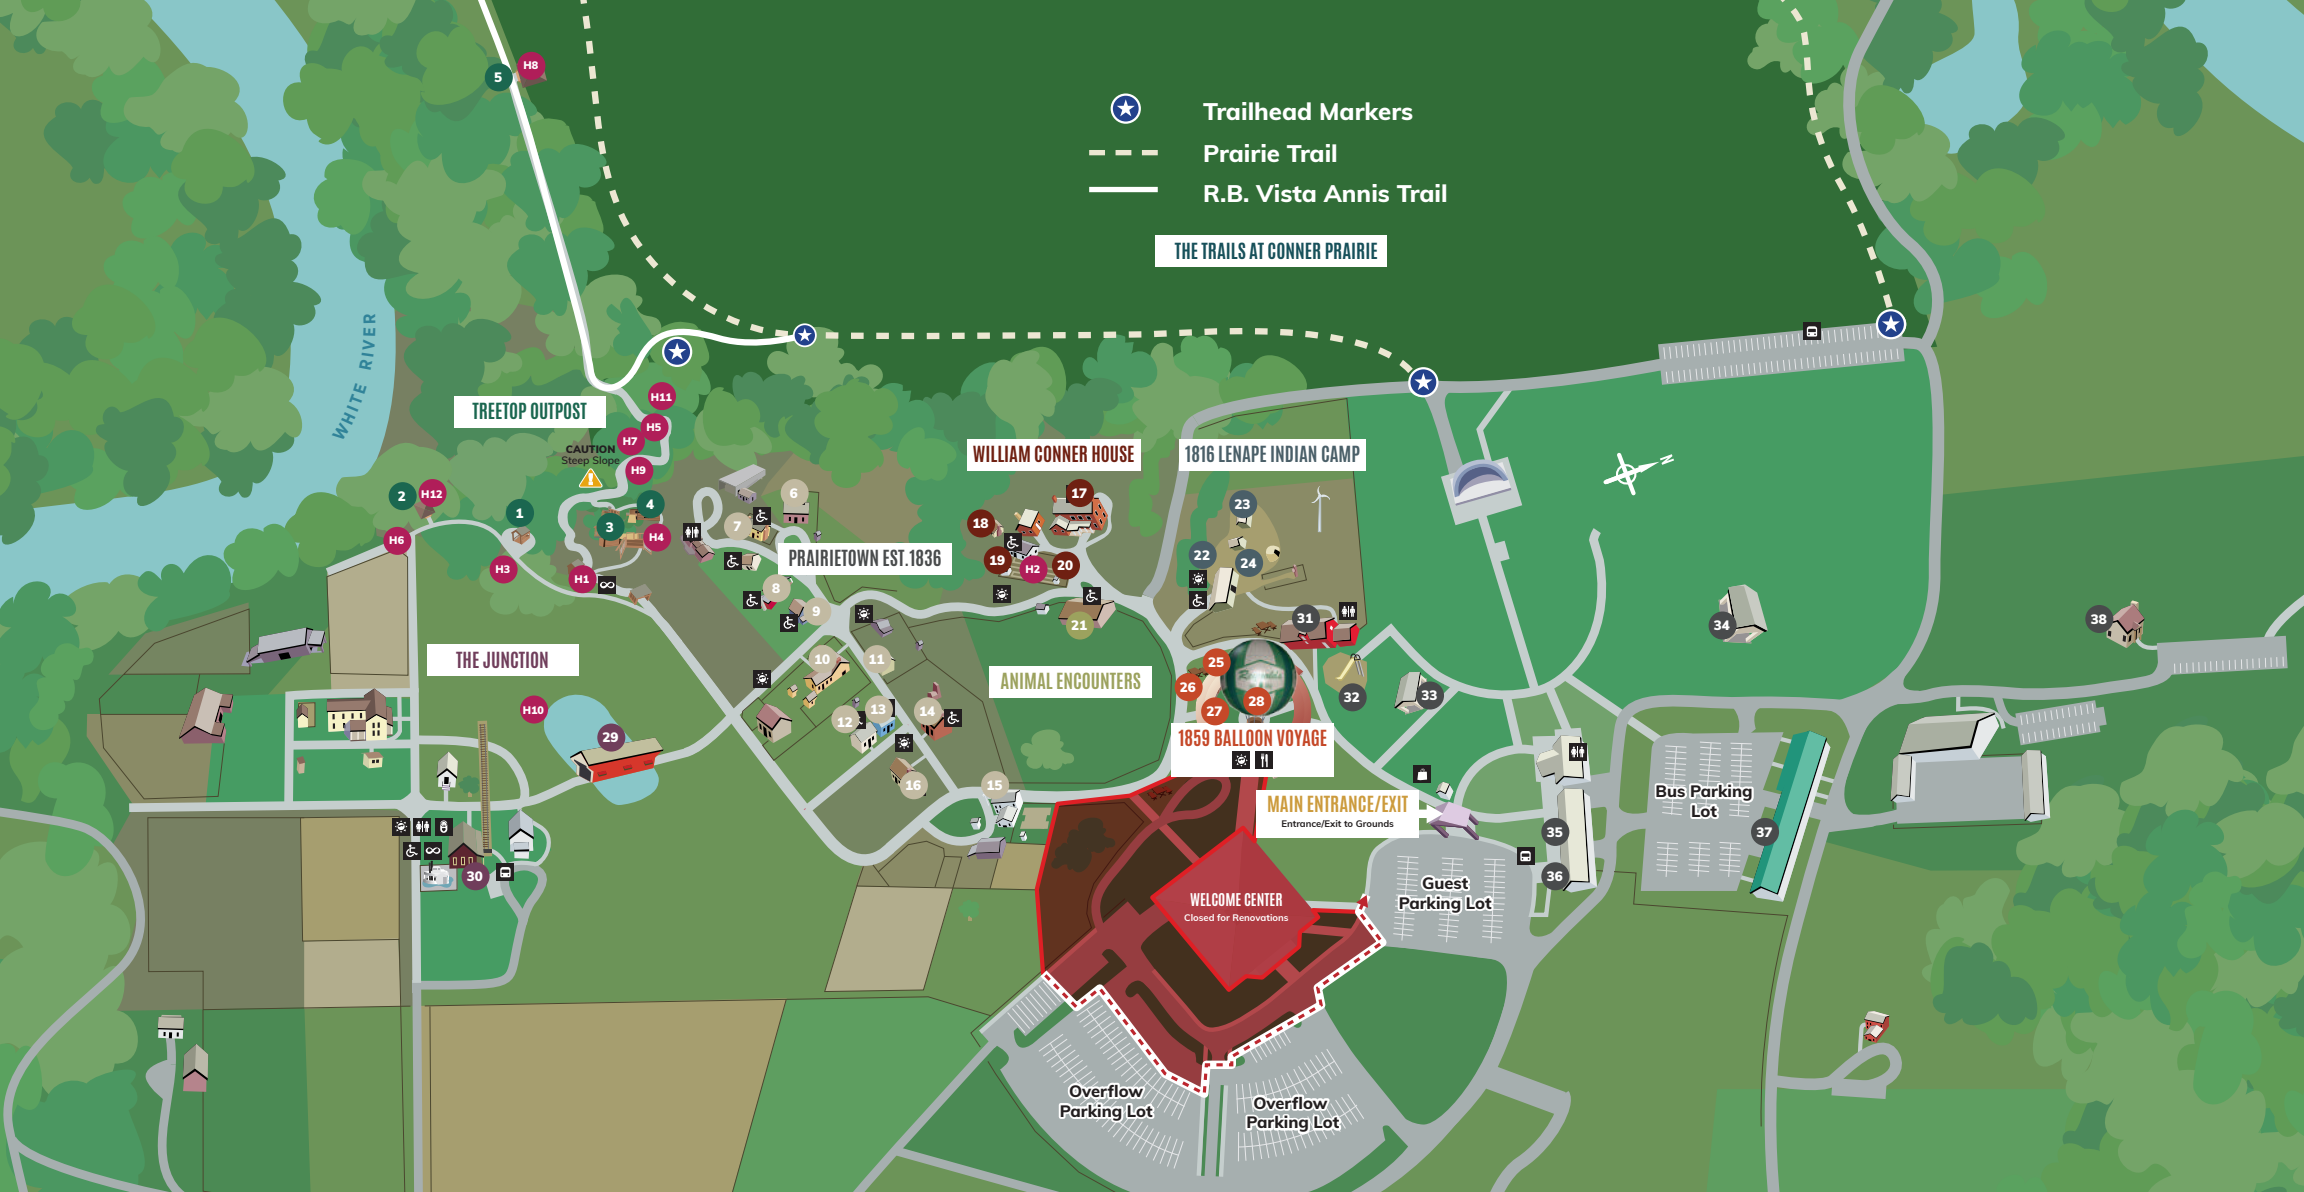 H8
5
Trailhead Markers
Prairie Trail
R.B. Vista Annis Trail
THE TRAILS AT CONNER PRAIRIE
WHITE RIVER
TREETOP OUTPOST
H11
H5
H7
H9
CAUTION
Steep Slope
2
H12
H6
1
H3
3
4
H4
H1
6
7
PRAIRIETOWN EST.1836
8
9
WILLIAM CONNER HOUSE
17
18
19
H2
20
21
1816 LENAPE INDIAN CAMP
23
22
24
N
31
32
33
34
38
THE JUNCTION
H10
29
30
10
11
12
13
14
15
16
ANIMAL ENCOUNTERS
25
26
27
28
1859 BALLOON VOYAGE
MAIN ENTRANCE/EXIT
Entrance/Exit to Grounds
WELCOME CENTER
Closed for Renovations
35
36
37
Bus Parking
Lot
Guest
Parking Lot
Overflow
Parking Lot
Overflow
Parking Lot